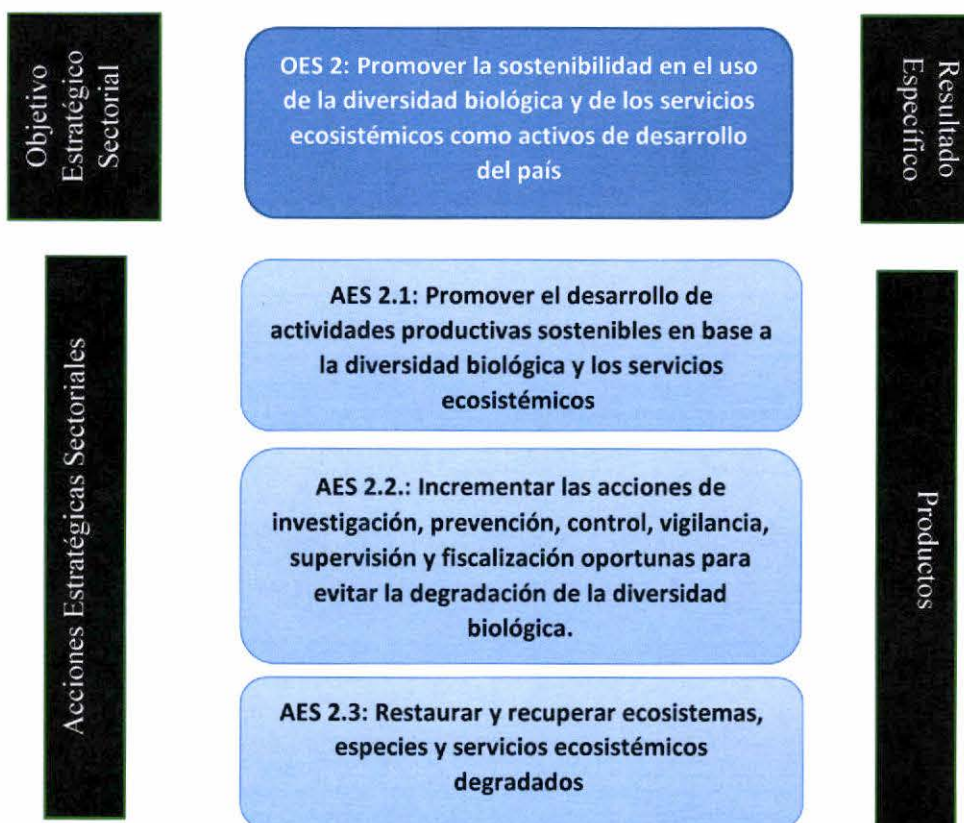 Objetivo
Estratégico
Sectorial
OES 2: Promover la sostenibilidad en el uso
de la diversidad biológica y de los servicios
ecosistémicos como activos de desarrollo
del país
Resultado
Específico
Acciones Estratégicas Sectoriales
AES 2.1: Promover el desarrollo de
actividades productivas sostenibles en base a
la diversidad biológica y los servicios
ecosistémicos
AES 2.2.: Incrementar las acciones de
investigación, prevención, control, vigilancia,
supervisión y fiscalización oportunas para
evitar la degradación de la diversidad
biológica.
AES 2.3: Restaurar y recuperar ecosistemas,
especies y servicios ecosistémicos
degradados
Productos